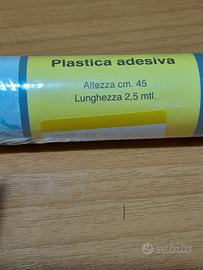 Plastica adesiva
Altezza cm. 45
Lunghezza 2,5 mtl.
subito